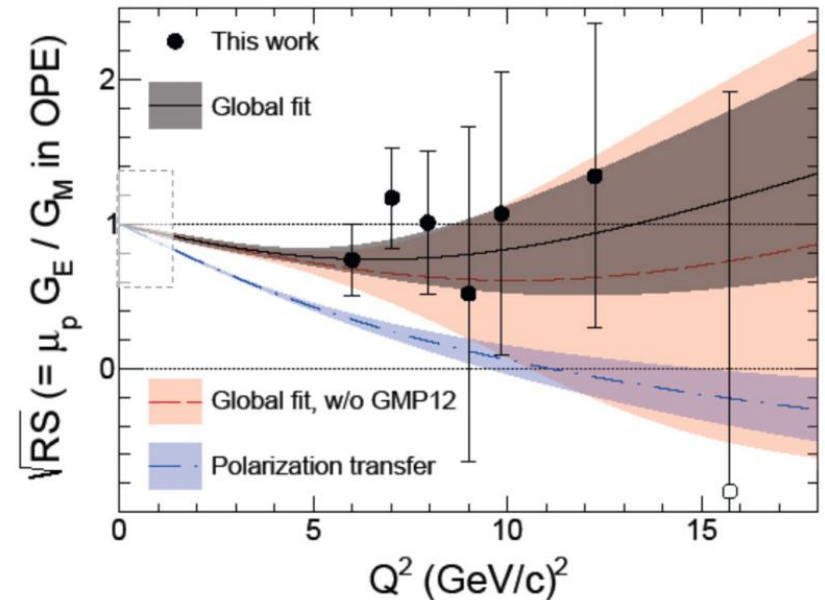 √RS (= μp GE / GM in OPE)
2
1
0
This work
Global fit
Global fit, w/o GMP12
Polarization transfer
0 5 10 15
Q² (GeV/c)²